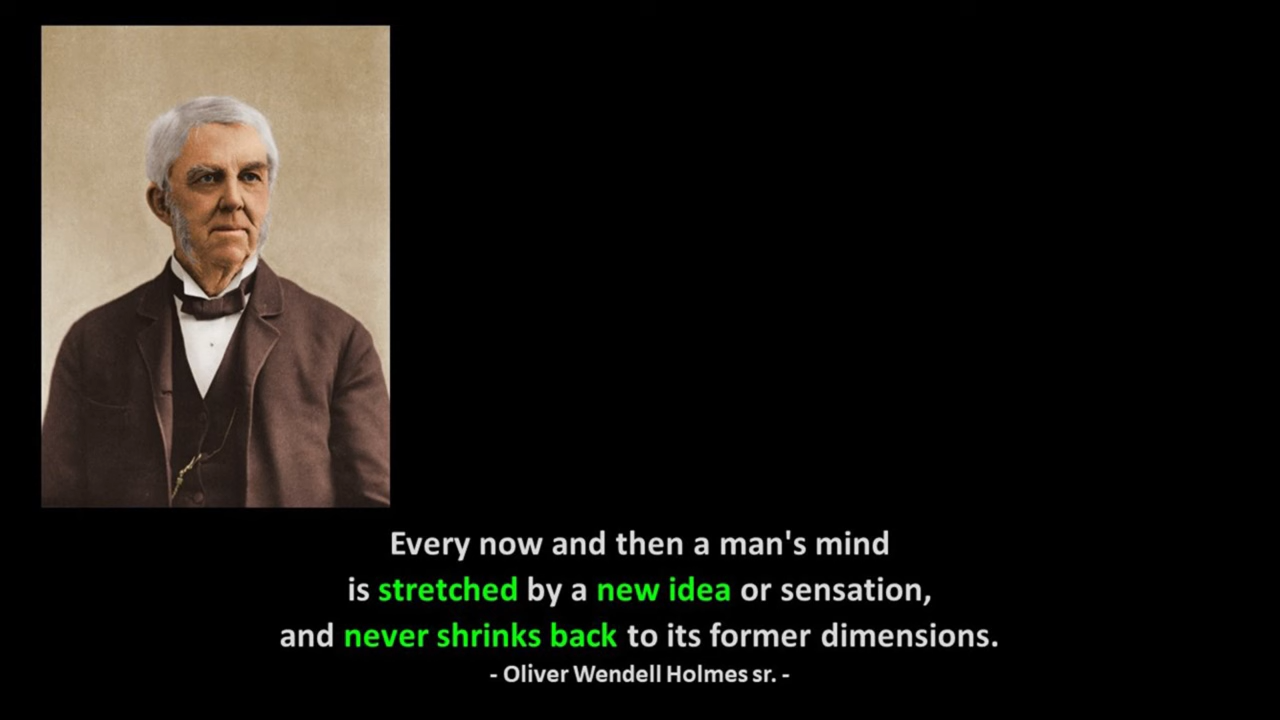 Every now and then a man's mind
is stretched by a new idea or sensation,
and never shrinks back to its former dimensions.
- Oliver Wendell Holmes sr. -